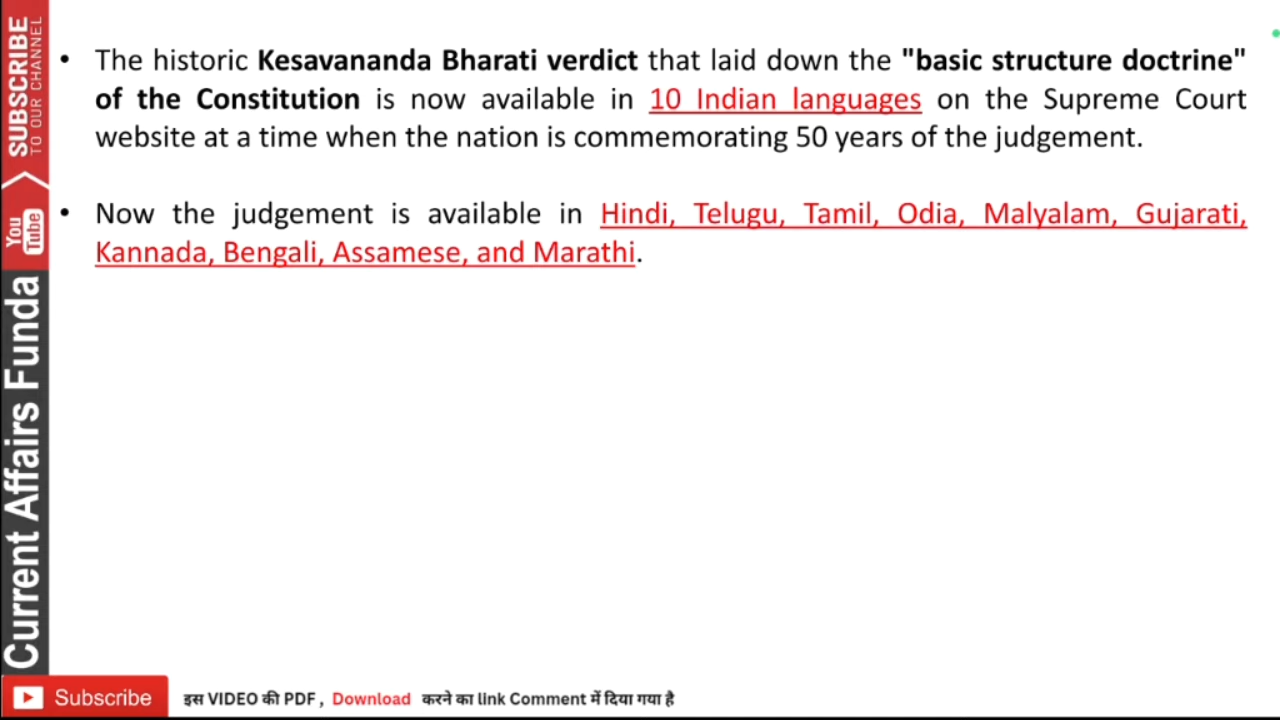 • The historic Kesavananda Bharati verdict that laid down the "basic structure doctrine"
of the Constitution is now available in 10 Indian languages on the Supreme Court
website at a time when the nation is commemorating 50 years of the judgement.
• Now the judgement is available in Hindi, Telugu, Tamil, Odia, Malyalam, Gujarati,
Kannada, Bengali, Assamese, and Marathi.
SUBSCRIBE
TO OUR CHANNEL
You
Tube
Current Affairs Funda
Subscribe
इस VIDEO की PDF , Download करने का link Comment में दिया गया है